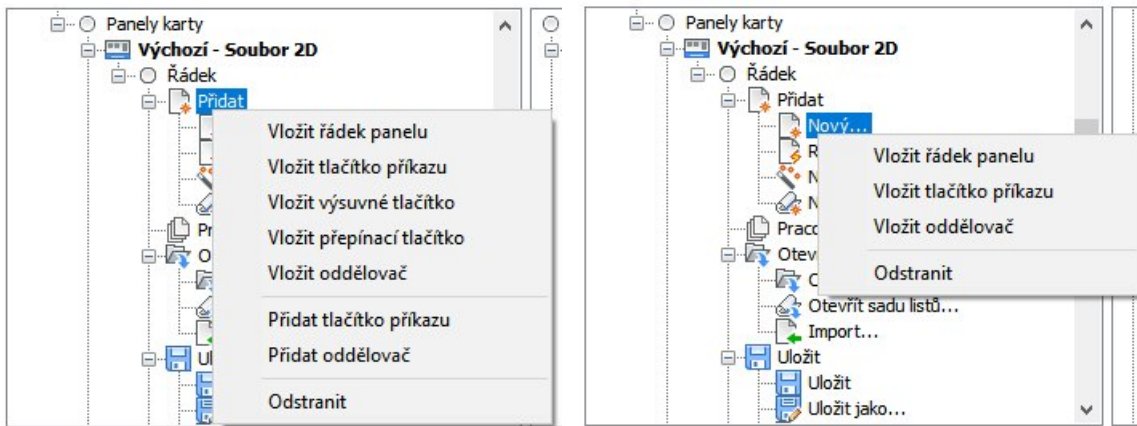 Panely karty
Výchozí - Soubor 2D
Řádek
Přidat
Vložit řádek panelu
Vložit tlačítko příkazu
Vložit výsuvné tlačítko
Vložit přepínací tlačítko
Vložit oddělovač
Přidat tlačítko příkazu
Přidat oddělovač
Odstranit
Panely karty
Výchozí - Soubor 2D
Řádek
Přidat
Nový...
Vložit řádek panelu
Vložit tlačítko příkazu
Vložit oddělovač
Odstranit
Otevřít sadu listů...
Import...
Uložit
Uložit
Uložit jako...